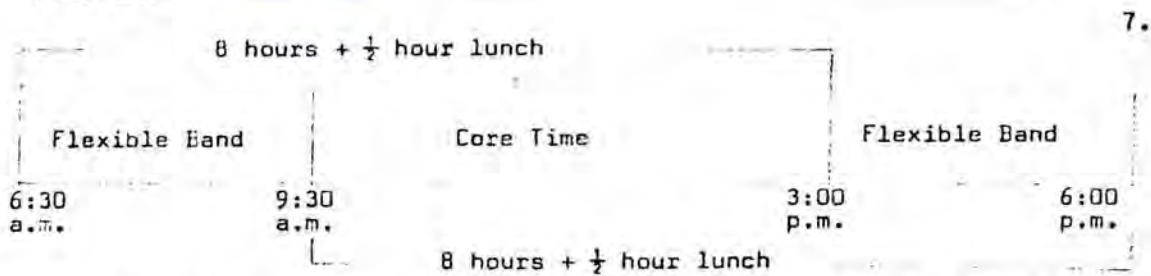 7.
8 hours + ½ hour lunch
Flexible Band Core Time Flexible Band
6:30 9:30 3:00 6:00
a.m. a.m. p.m. p.m.
8 hours + ½ hour lunch